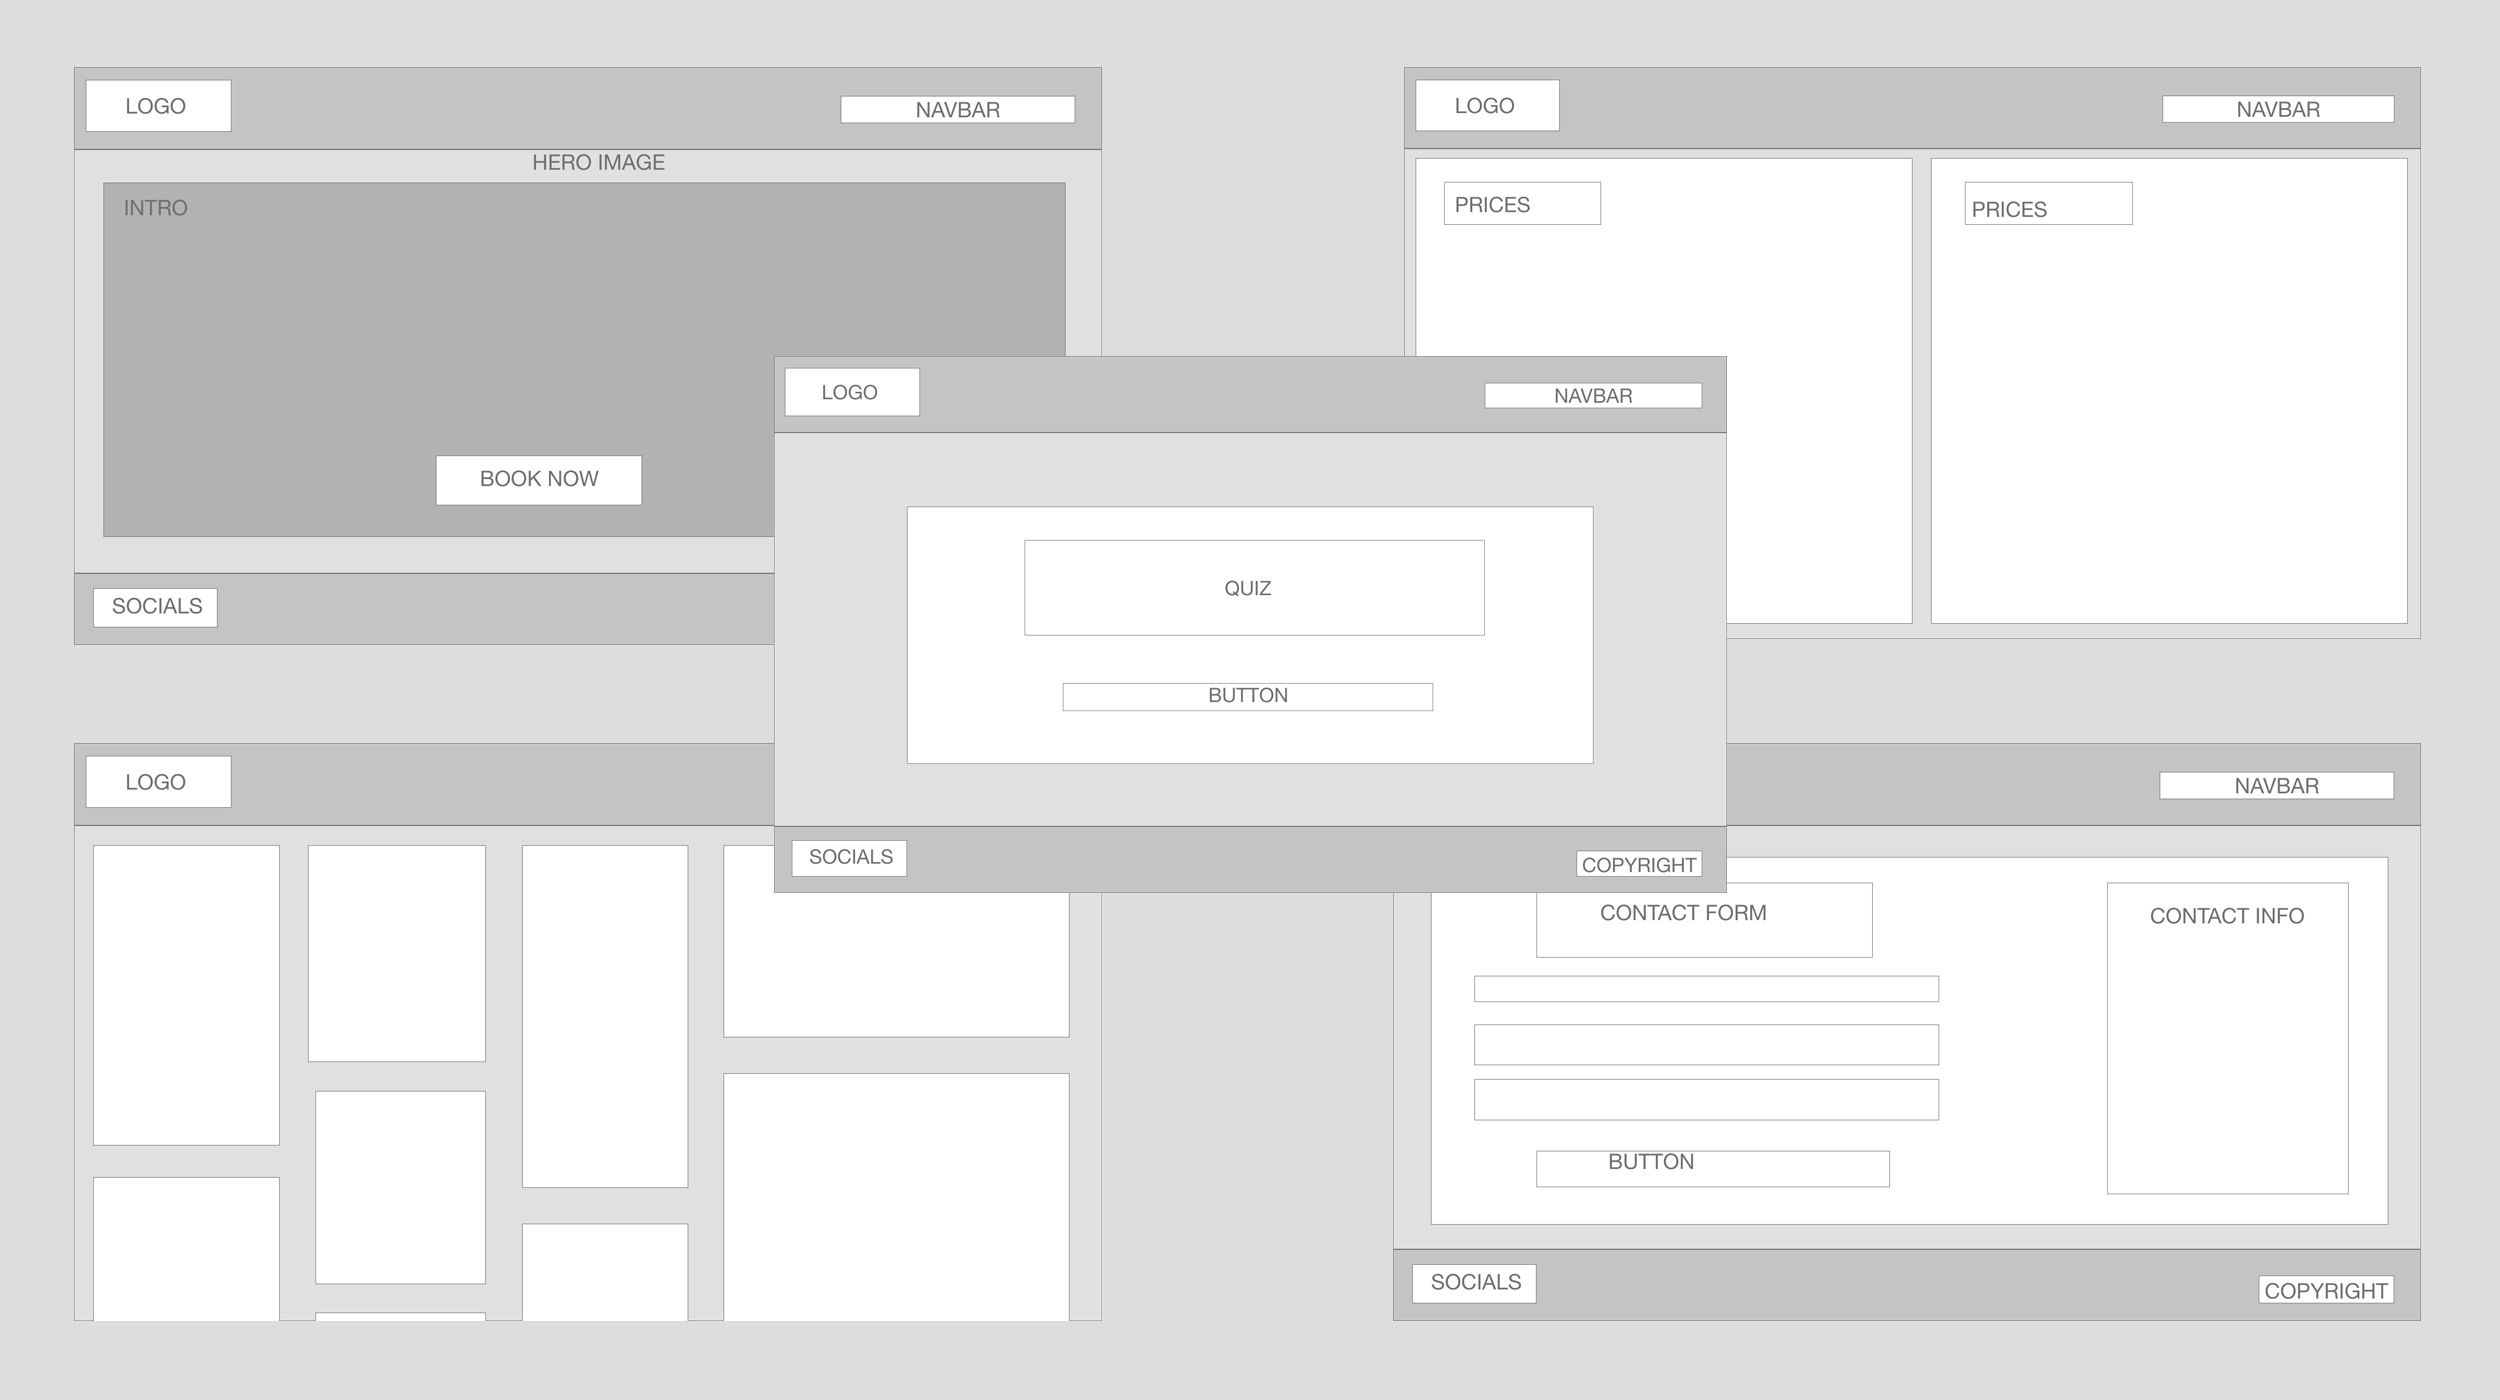 LOGO
NAVBAR
HERO IMAGE
INTRO
BOOK NOW
SOCIALS
LOGO
NAVBAR
PRICES
PRICES
LOGO
NAVBAR
QUIZ
BUTTON
SOCIALS
COPYRIGHT
LOGO
NAVBAR
CONTACT FORM
CONTACT INFO
BUTTON
SOCIALS
COPYRIGHT